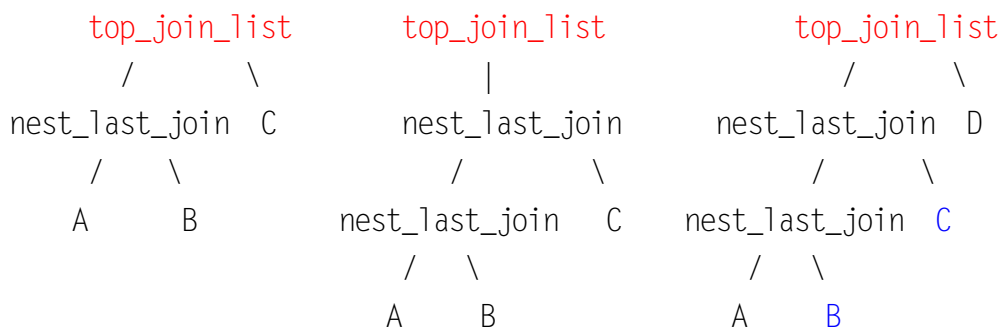 top_join_list top_join_list top_join_list
/ \ | / \
nest_last_join C nest_last_join nest_last_join D
/ \ / \ / \
A B nest_last_join C nest_last_join C
/ \ / \
A B A B